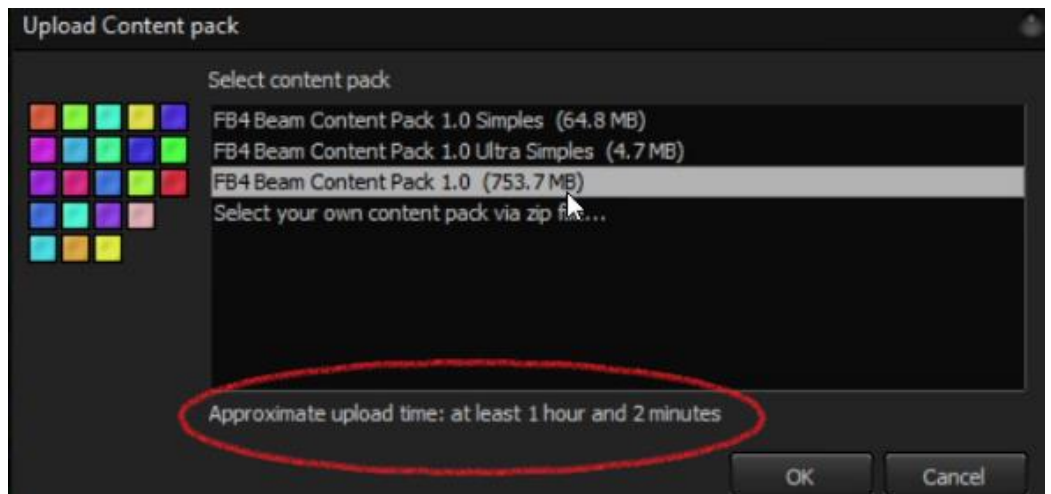 Upload Content pack
Select content pack
FB4 Beam Content Pack 1.0 Simples (64.8 MB)
FB4 Beam Content Pack 1.0 Ultra Simples (4.7 MB)
FB4 Beam Content Pack 1.0 (753.7 MB)
Select your own content pack via zip file...
Approximate upload time: at least 1 hour and 2 minutes
OK
Cancel